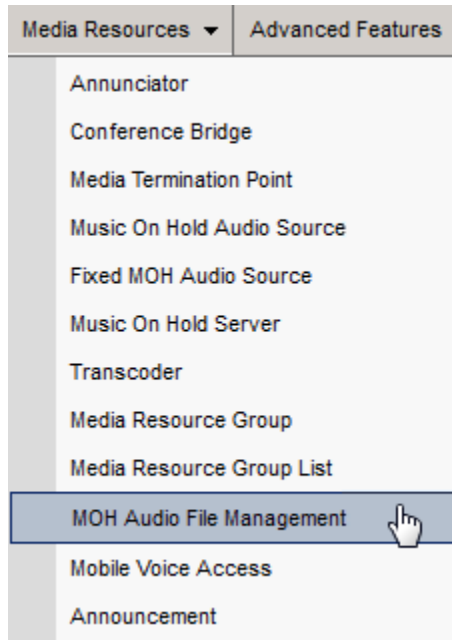 Media Resources ▼ Advanced Features
Annunciator
Conference Bridge
Media Termination Point
Music On Hold Audio Source
Fixed MOH Audio Source
Music On Hold Server
Transcoder
Media Resource Group
Media Resource Group List
MOH Audio File Management
Mobile Voice Access
Announcement